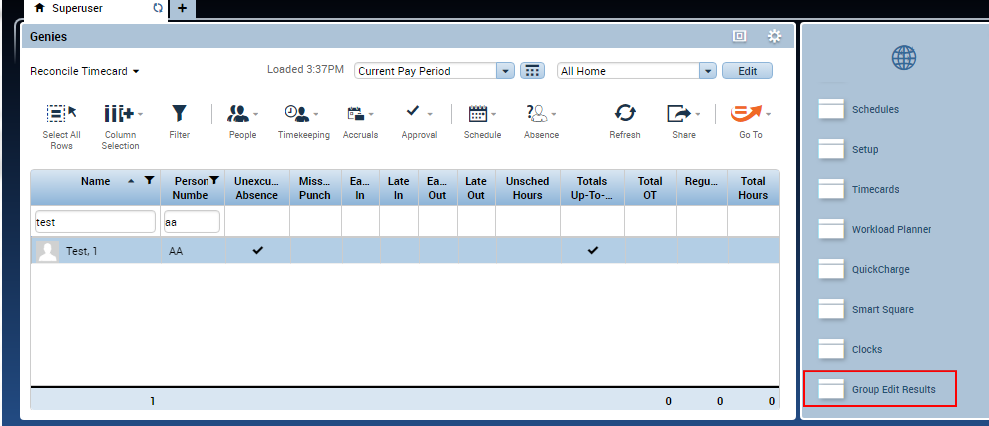 Superuser
+
Genies
Reconcile Timecard
Loaded 3:37PM
Current Pay Period
All Home
Edit
Select All
Rows
Column
Selection
Filter
People
Timekeeping
Accruals
Approval
Schedule
Absence
Refresh
Share
Go To
Name
Person
Numbe
Unexcu...
Absence
Miss...
Punch
Ea...
In
Late
In
Ea...
Out
Late
Out
Unsched
Hours
Totals
Up-To-...
Total
OT
Regu...
Total
Hours
test
aa
Test, 1
AA
1
0
0
0
Schedules
Setup
Timecards
Workload Planner
QuickCharge
Smart Square
Clocks
Group Edit Results